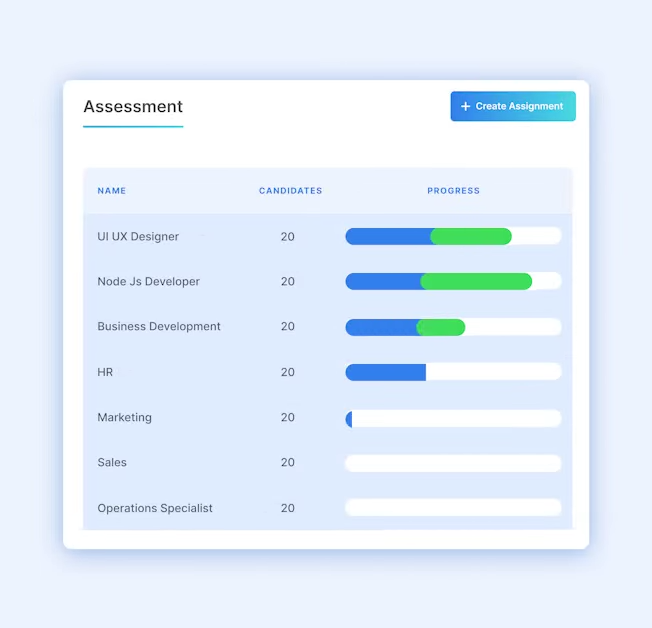 Assessment
+ Create Assignment
NAME CANDIDATES PROGRESS
UI UX Designer 20
Node Js Developer 20
Business Development 20
HR 20
Marketing 20
Sales 20
Operations Specialist 20